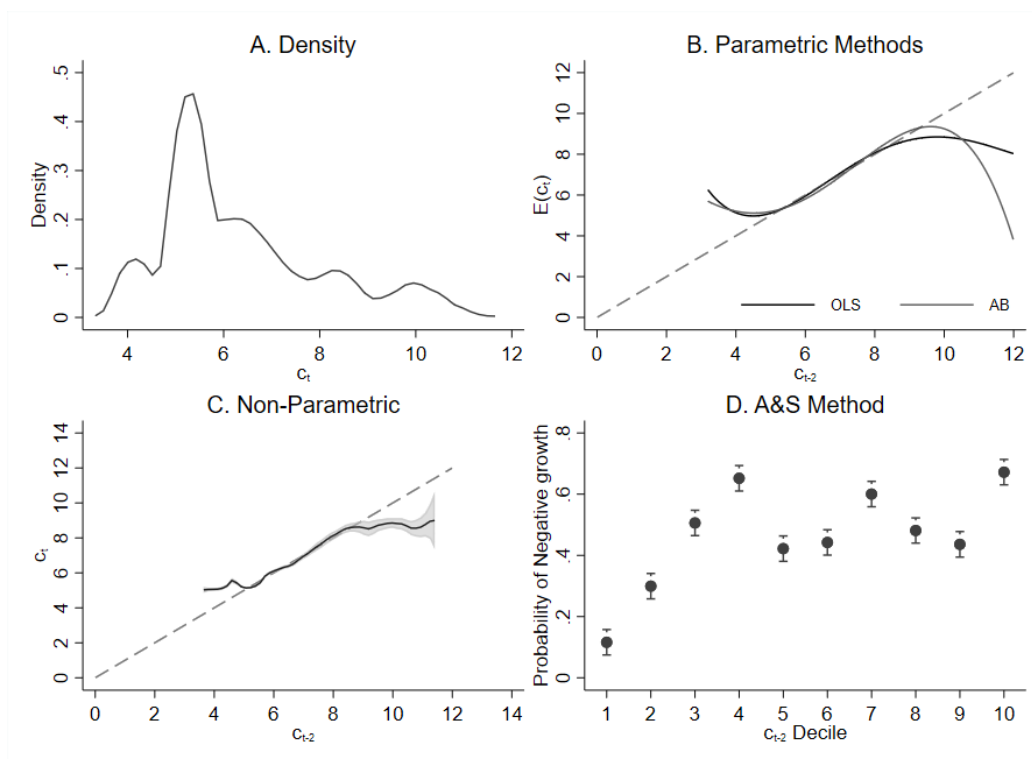 A. Density
.5
.4
.3
.2
.1
0
Density
4 6 8 10 12
cₜ
B. Parametric Methods
12
10
8
6
4
2
0
E(cₜ)
OLS AB
0 2 4 6 8 10 12
cₜ₋₂
C. Non-Parametric
14
12
10
8
6
4
2
0
cₜ
0 2 4 6 8 10 12 14
cₜ₋₂
D. A&S Method
.8
.6
.4
.2
0
Probability of Negative growth
1 2 3 4 5 6 7 8 9 10
cₜ₋₂ Decile